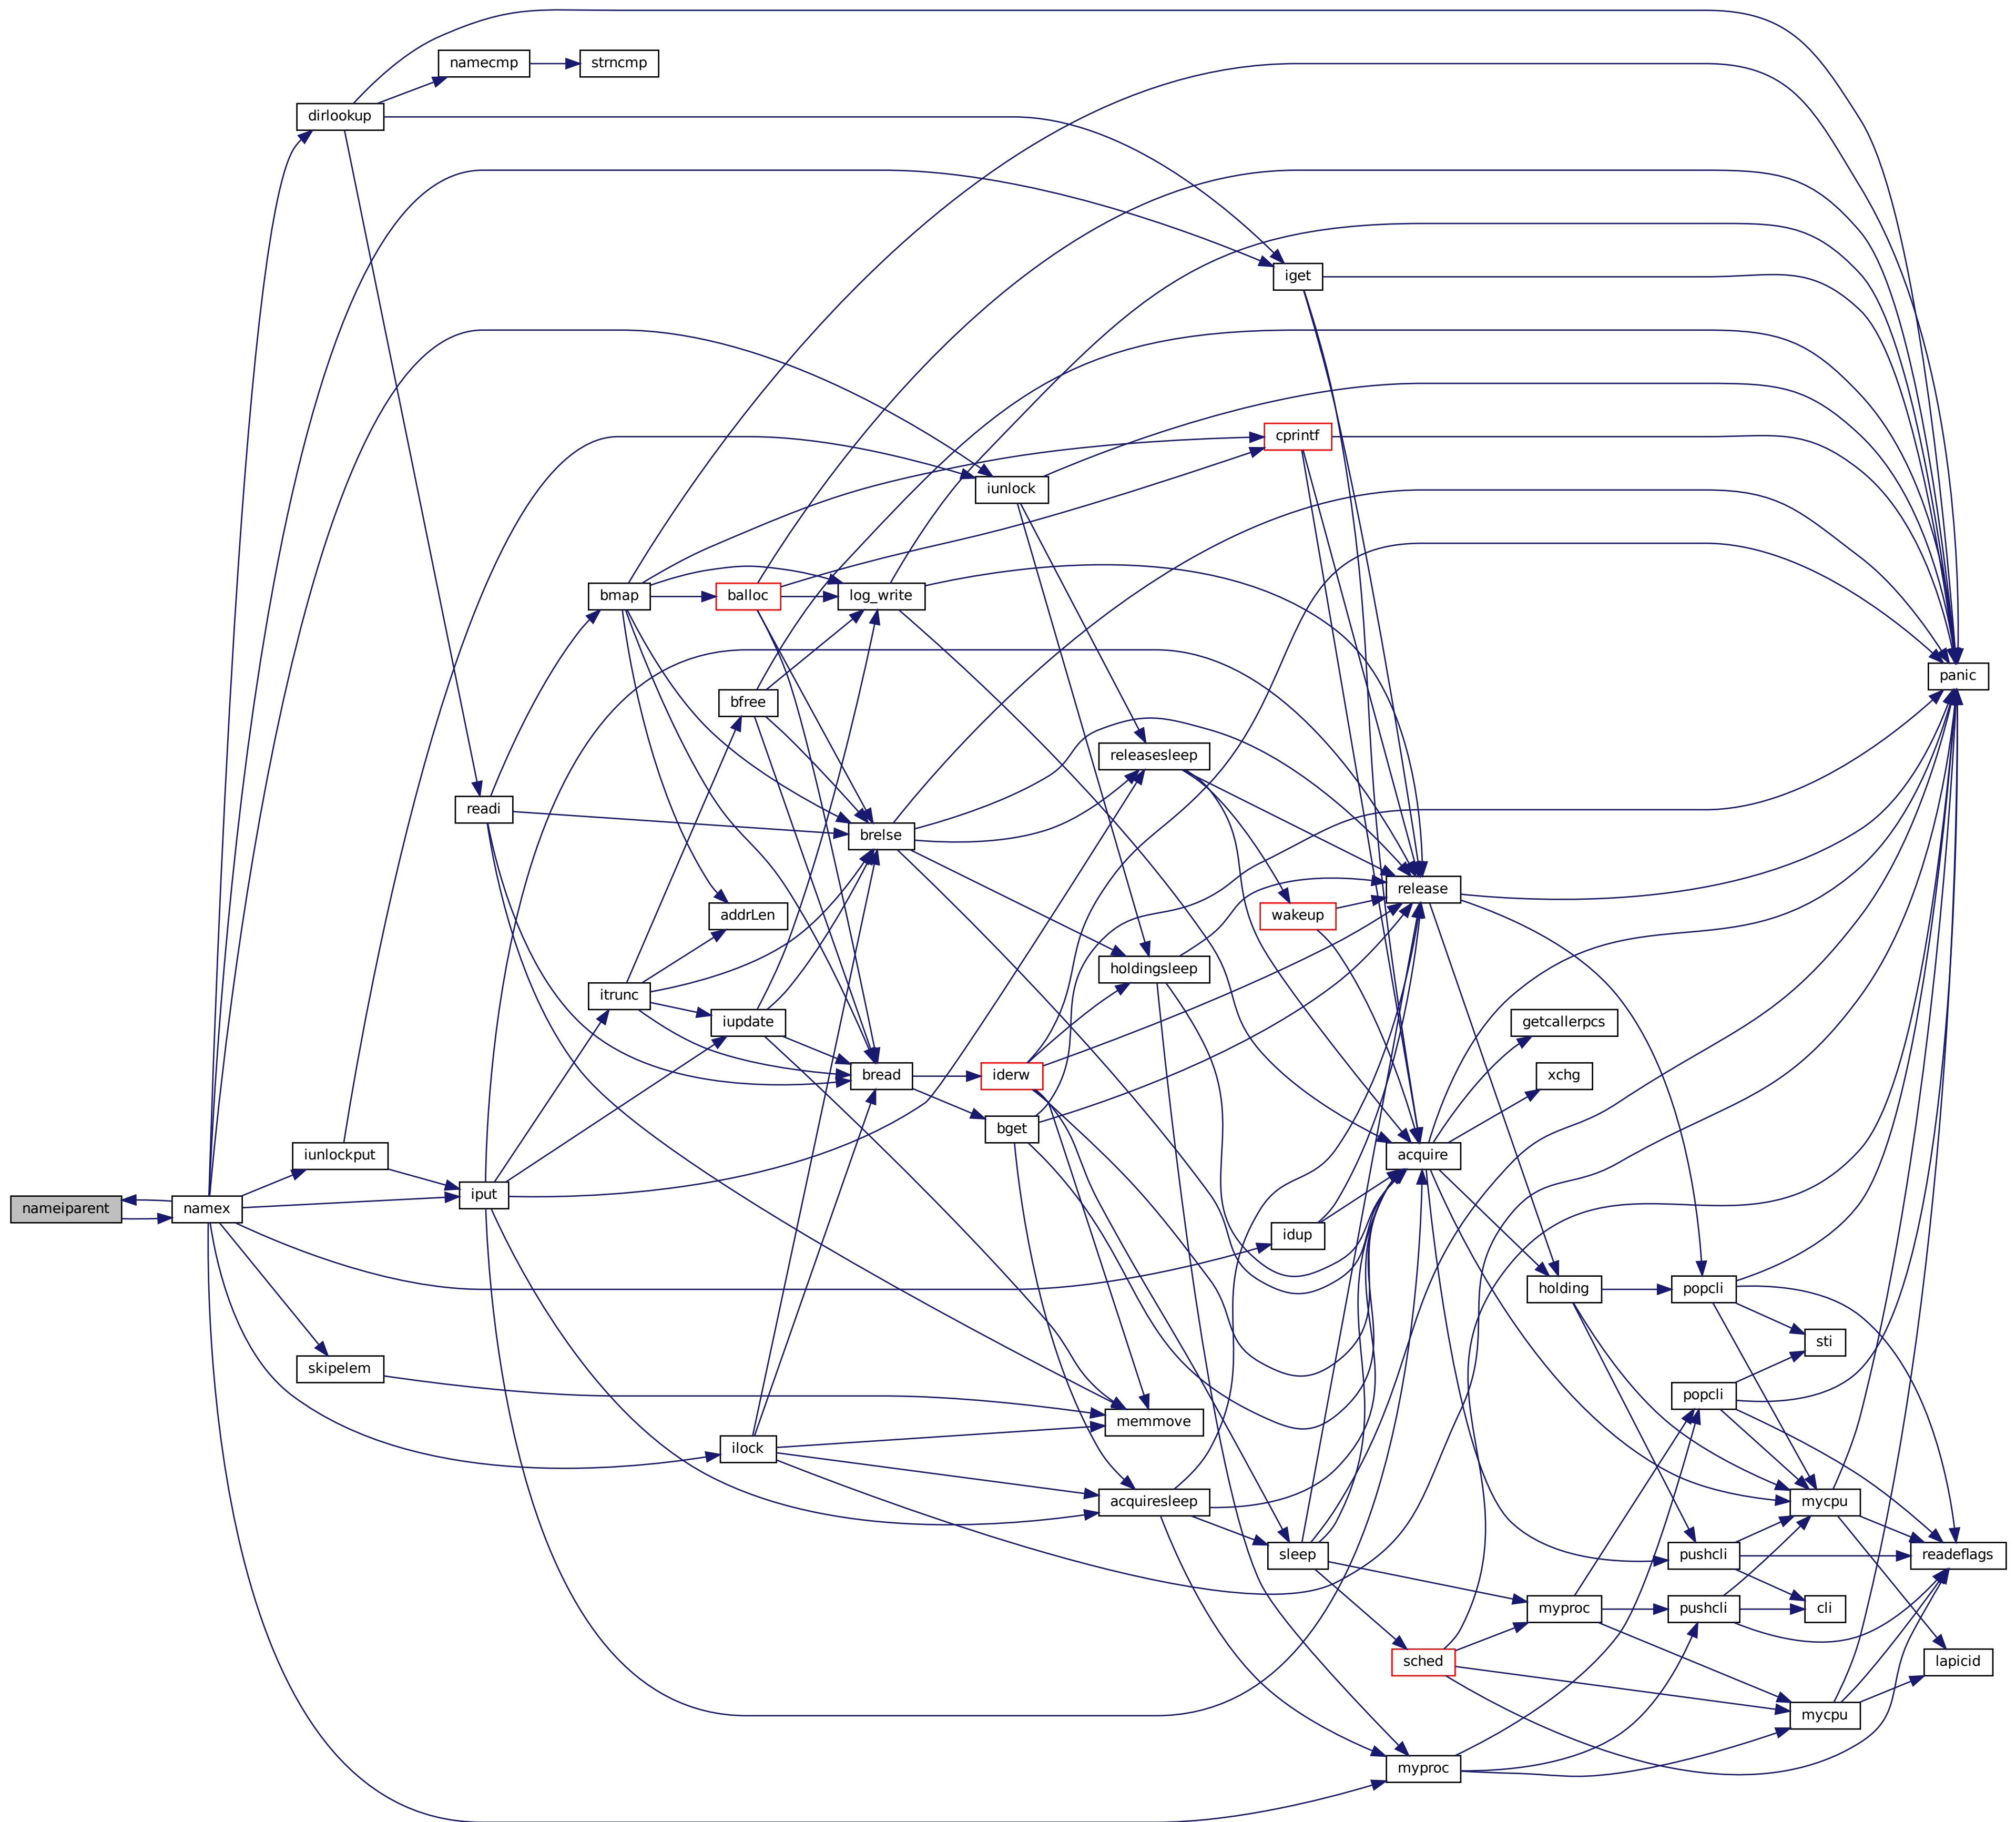 namecmp
strncmp
dirlookup
iget
cprintf
iunlock
bmap
balloc
log_write
panic
bfree
releasesleep
readi
brelse
release
addrLen
wakeup
holdingsleep
itrunc
iupdate
getcallerpcs
bread
iderw
xchg
bget
iunlockput
acquire
iput
nameiparent
namex
idup
holding
popcli
sti
skipelem
popcli
memmove
ilock
acquiresleep
mycpu
sleep
pushcli
readeflags
myproc
pushcli
cli
sched
lapicid
mycpu
myproc